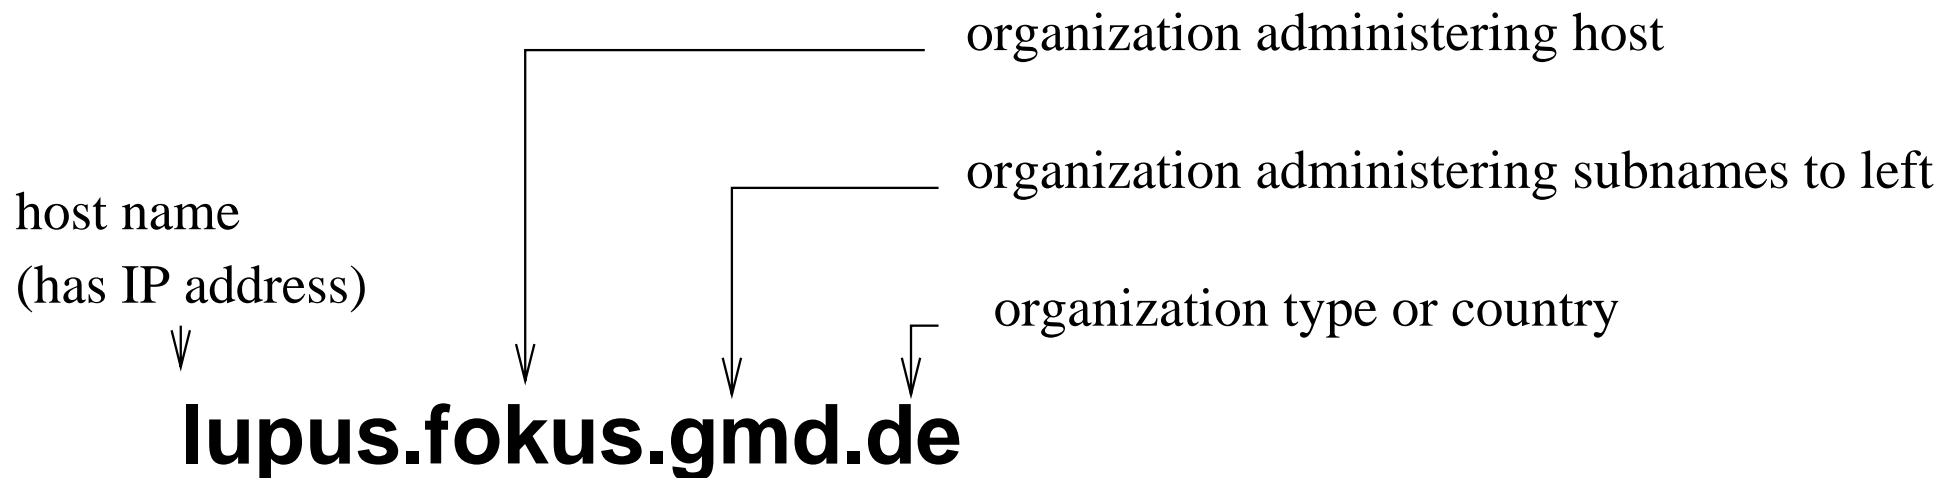 organization administering host
organization administering subnames to left
host name
(has IP address)
organization type or country
lupus.fokus.gmd.de